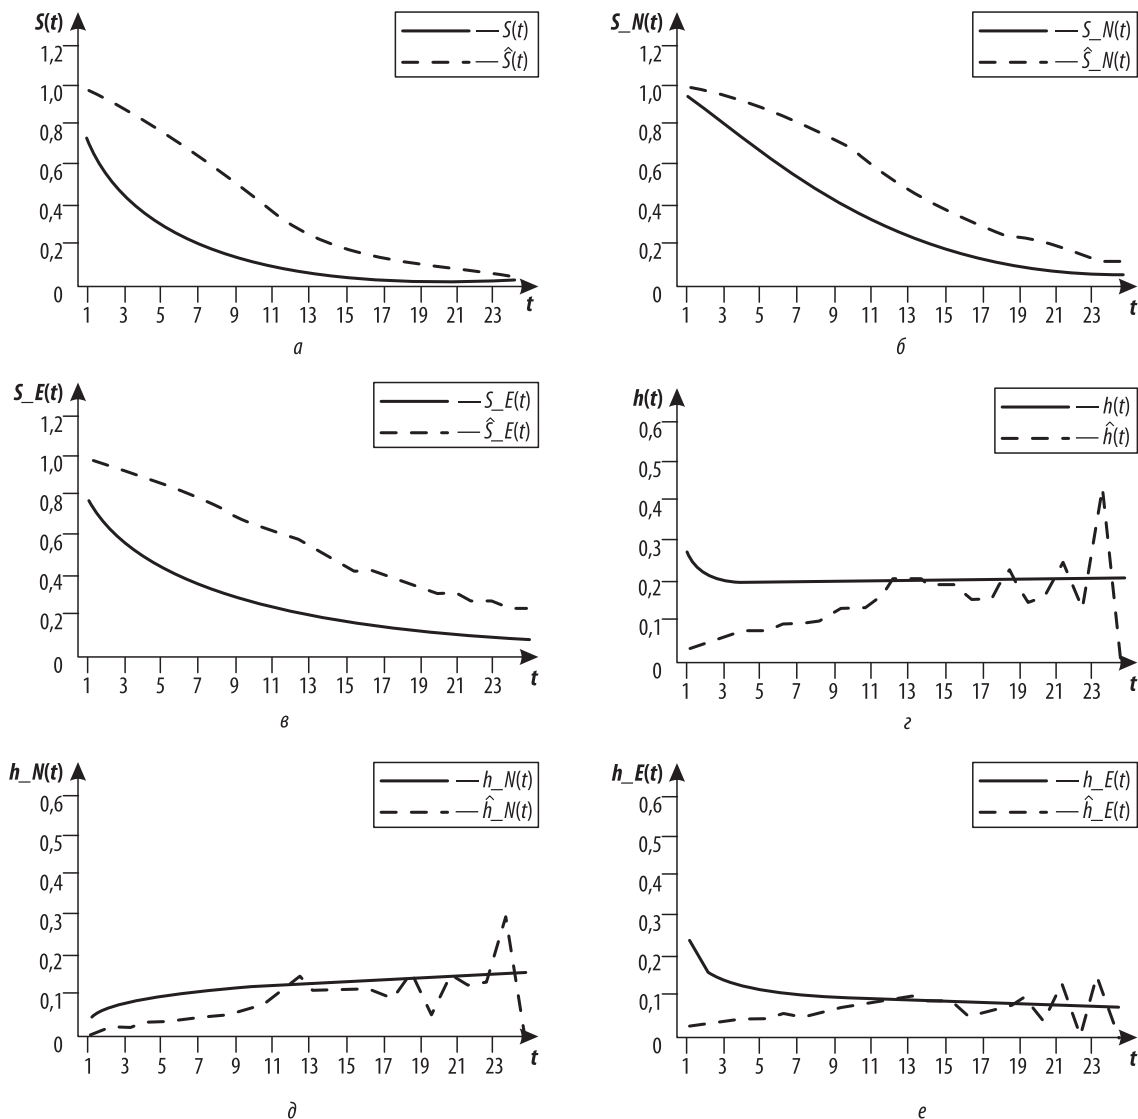 S(t)
— S(t)
— Ŝ(t)
1,2
1,0
0,8
0,6
0,4
0,2
0
1 3 5 7 9 11 13 15 17 19 21 23 t
а
S_N(t)
— S_N(t)
— Ŝ_N(t)
1,2
1,0
0,8
0,6
0,4
0,2
0
1 3 5 7 9 11 13 15 17 19 21 23 t
б
S_E(t)
— S_E(t)
— Ŝ_E(t)
1,2
1,0
0,8
0,6
0,4
0,2
0
1 3 5 7 9 11 13 15 17 19 21 23 t
в
h(t)
— h(t)
— ĥ(t)
0,6
0,5
0,4
0,3
0,2
0,1
0
1 3 5 7 9 11 13 15 17 19 21 23 t
г
h_N(t)
— h_N(t)
— ĥ_N(t)
0,6
0,5
0,4
0,3
0,2
0,1
0
1 3 5 7 9 11 13 15 17 19 21 23 t
д
h_E(t)
— h_E(t)
— ĥ_E(t)
0,6
0,5
0,4
0,3
0,2
0,1
0
1 3 5 7 9 11 13 15 17 19 21 23 t
е